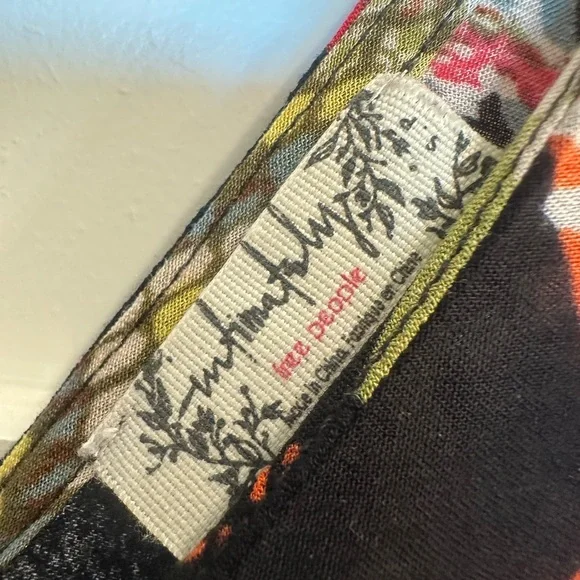 intimately
free people
Made in China Fabriqué en Chine